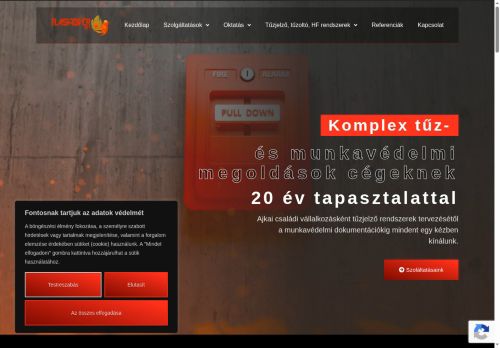 Kezdőlap
Szolgáltatások
Oktatás
Tűzjelző, tűzoltó, HF rendszerek
Referenciák
Kapcsolat
FIRE
ALARM
PULL DOWN
Komplex tűz-
és munkavédelmi
megoldások cégeknek
20 év tapasztalattal
Ajkai családi vállalkozásként tűzjelző rendszerek tervezésétől
a munkavédelmi dokumentációkig mindent egy kézben
kínálunk.
Szoláltatásaink
Fontosnak tartjuk az adatok védelmét
A böngészési élmény fokozása, a személyre szabott
hirdetések vagy tartalmak megjelenítése, valamint a forgalom
elemzése érdekében sütiket (cookie) használunk. A "Mindet
elfogadom" gombra kattintva hozzájárulhat a sütik
használatához.
Testreszabás
Elutasít
Az összes elfogadása